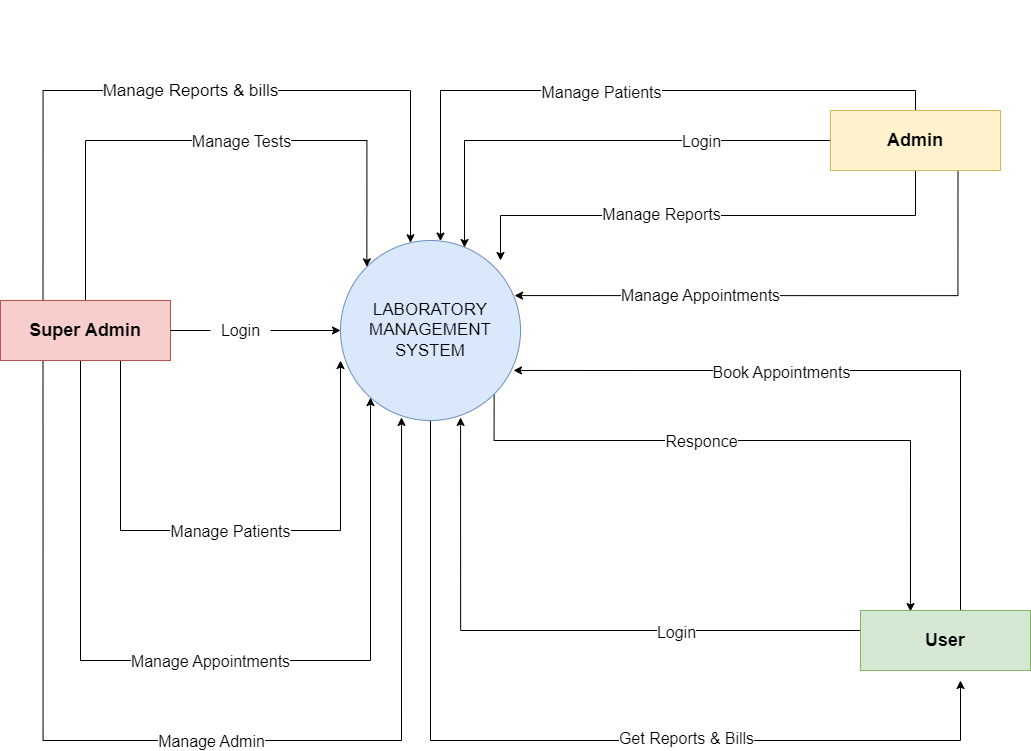 Manage Reports & bills
Manage Patients
Manage Tests
Login
Admin
Manage Reports
Manage Appointments
LABORATORY
MANAGEMENT
SYSTEM
Super Admin
Login
Book Appointments
Responce
Manage Patients
Login
User
Manage Appointments
Manage Admin
Get Reports & Bills